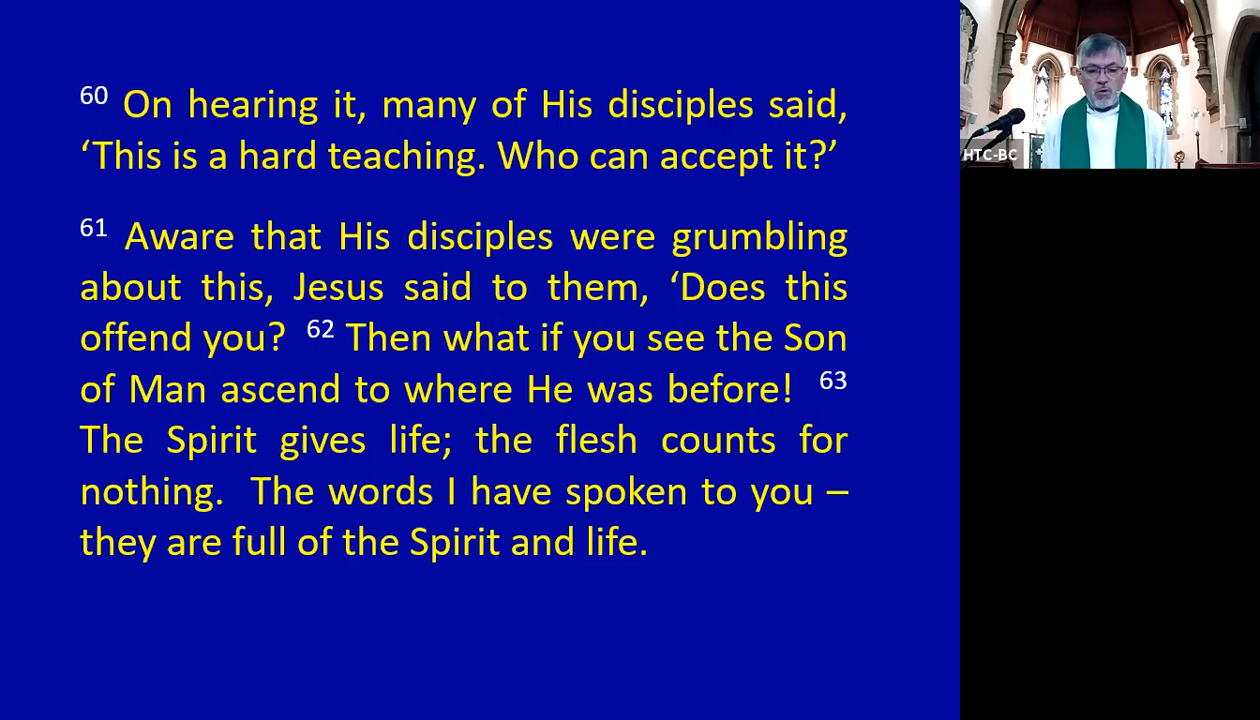 60 On hearing it, many of His disciples said,
‘This is a hard teaching. Who can accept it?’
61 Aware that His disciples were grumbling
about this, Jesus said to them, ‘Does this
offend you? 62 Then what if you see the Son
of Man ascend to where He was before! 63
The Spirit gives life; the flesh counts for
nothing. The words I have spoken to you –
they are full of the Spirit and life.
HTC-BC